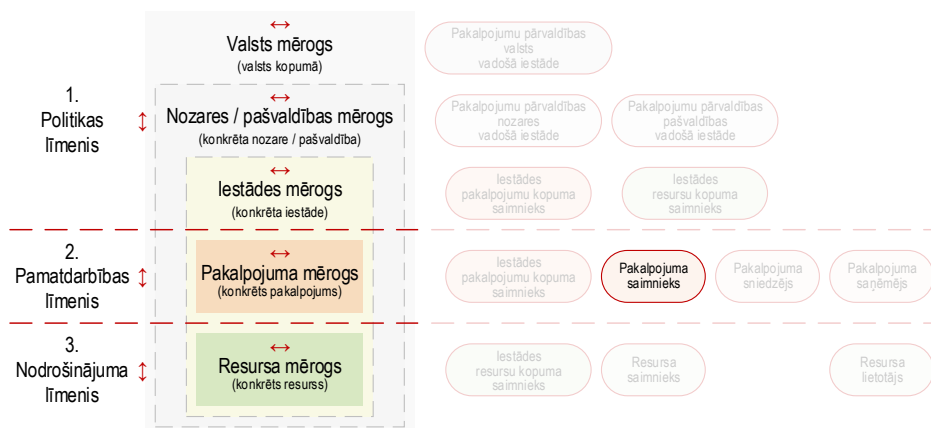 Valsts mērogs
(valsts kopumā)
Pakalpojumu pārvaldības
valsts
vadošā iestāde
1.
Politikas
līmenis
Nozares / pašvaldības mērogs
(konkrēta nozare / pašvaldība)
Pakalpojumu pārvaldības
nozares
vadošā iestāde
Pakalpojumu pārvaldības
pašvaldības
vadošā iestāde
Iestādes mērogs
(konkrēta iestāde)
Iestādes
pakalpojumu kopuma
saimnieks
Iestādes
resursu kopuma
saimnieks
2.
Pamatdarbības
līmenis
Pakalpojuma mērogs
(konkrēts pakalpojums)
Iestādes
pakalpojumu kopuma
saimnieks
Pakalpojuma
saimnieks
Pakalpojuma
sniedzējs
Pakalpojuma
saņēmējs
3.
Nodrošinājuma
līmenis
Resursa mērogs
(konkrēts resurss)
Iestādes
resursu kopuma
saimnieks
Resursa
saimnieks
Resursa
lietotājs